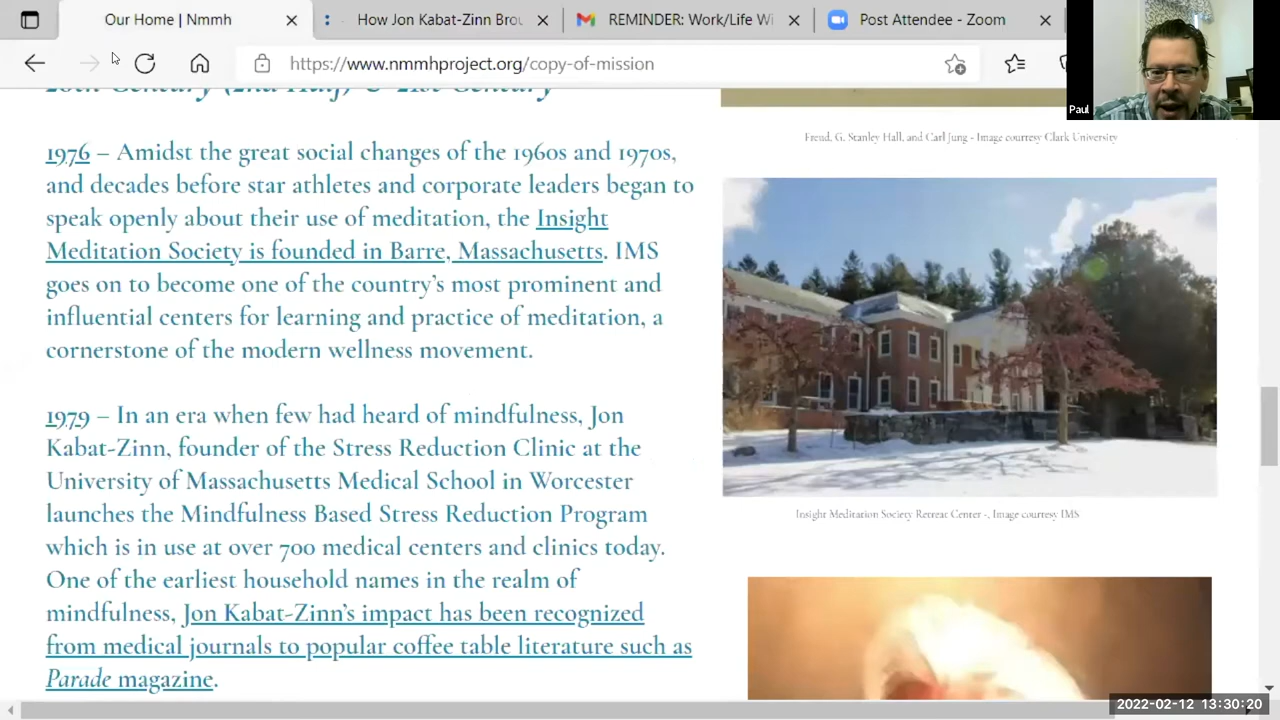 Our Home | Nmmh
How Jon Kabat-Zinn Brou
REMINDER: Work/Life Wi
Post Attendee - Zoom
https://www.nmmhproject.org/copy-of-mission
Paul
20th Century (2nd Half) & 21st Century
Freud, G. Stanley Hall, and Carl Jung - Image courtesy Clark University
1976 – Amidst the great social changes of the 1960s and 1970s,
and decades before star athletes and corporate leaders began to
speak openly about their use of meditation, the Insight
Meditation Society is founded in Barre, Massachusetts. IMS
goes on to become one of the country’s most prominent and
influential centers for learning and practice of meditation, a
cornerstone of the modern wellness movement.
Insight Meditation Society Retreat Center -, Image courtesy IMS
1979 – In an era when few had heard of mindfulness, Jon
Kabat-Zinn, founder of the Stress Reduction Clinic at the
University of Massachusetts Medical School in Worcester
launches the Mindfulness Based Stress Reduction Program
which is in use at over 700 medical centers and clinics today.
One of the earliest household names in the realm of
mindfulness, Jon Kabat-Zinn’s impact has been recognized
from medical journals to popular coffee table literature such as
Parade magazine.
2022-02-12 13:30:20